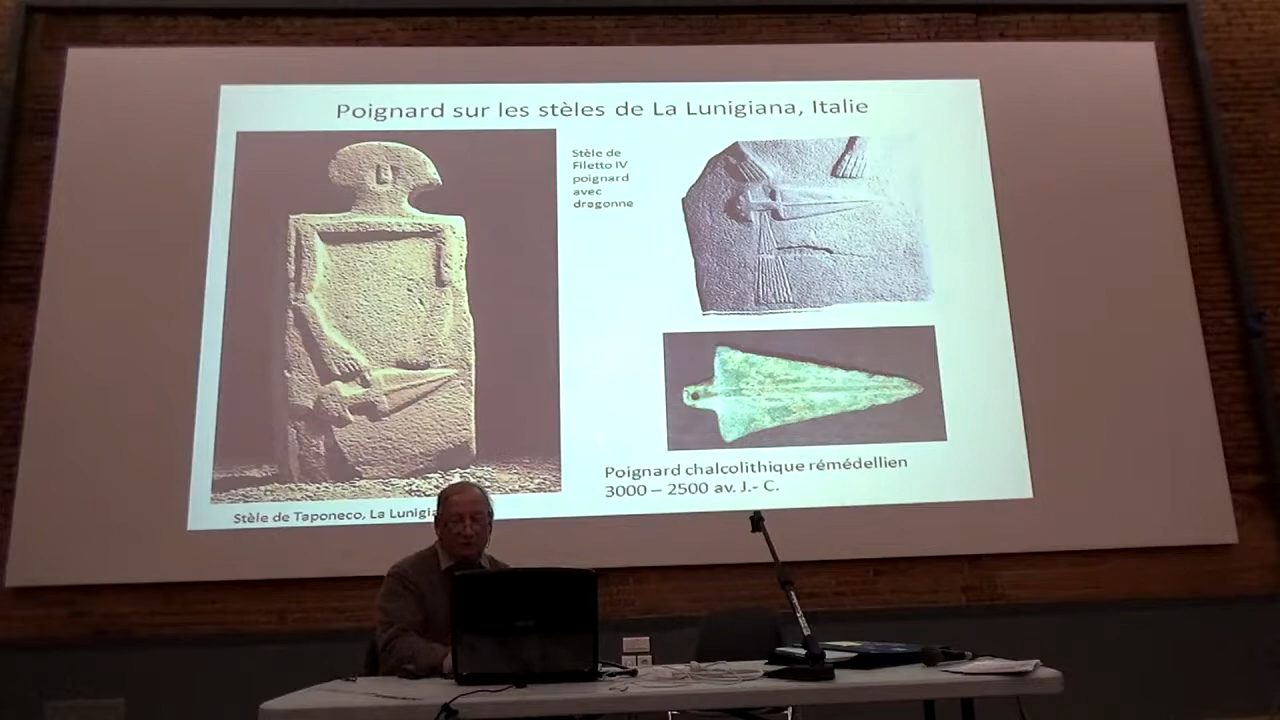 Poignard sur les stèles de La Lunigiana, Italie
Stèle de
Filetto IV
poignard
avec
dragonne
Poignard chalcolithique rémédellien
3000 – 2500 av. J.- C.
Stèle de Taponeco, La